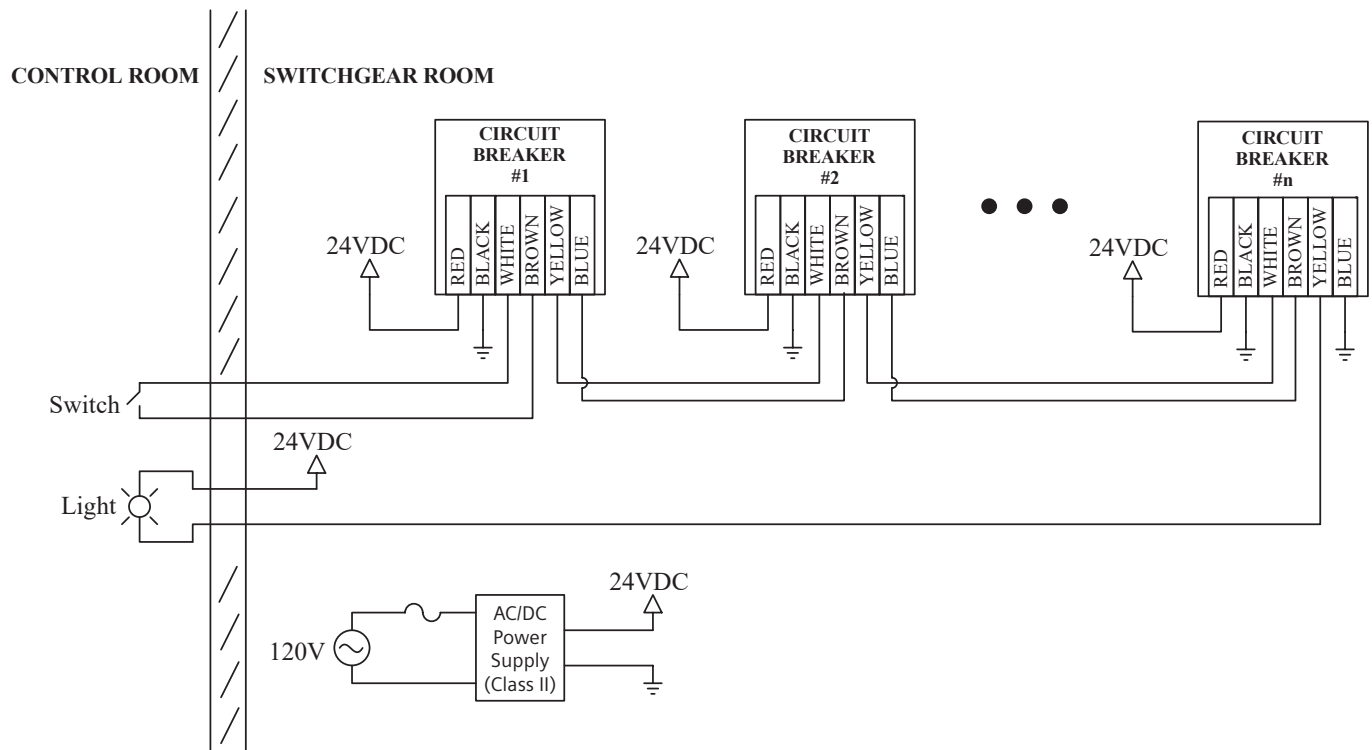 CONTROL ROOM
SWITCHGEAR ROOM
CIRCUIT
BREAKER
#1
RED
BLACK
WHITE
BROWN
YELLOW
BLUE
24VDC
CIRCUIT
BREAKER
#2
RED
BLACK
WHITE
BROWN
YELLOW
BLUE
24VDC
CIRCUIT
BREAKER
#n
RED
BLACK
WHITE
BROWN
YELLOW
BLUE
24VDC
Switch
24VDC
Light
24VDC
120V
AC/DC
Power
Supply
(Class II)